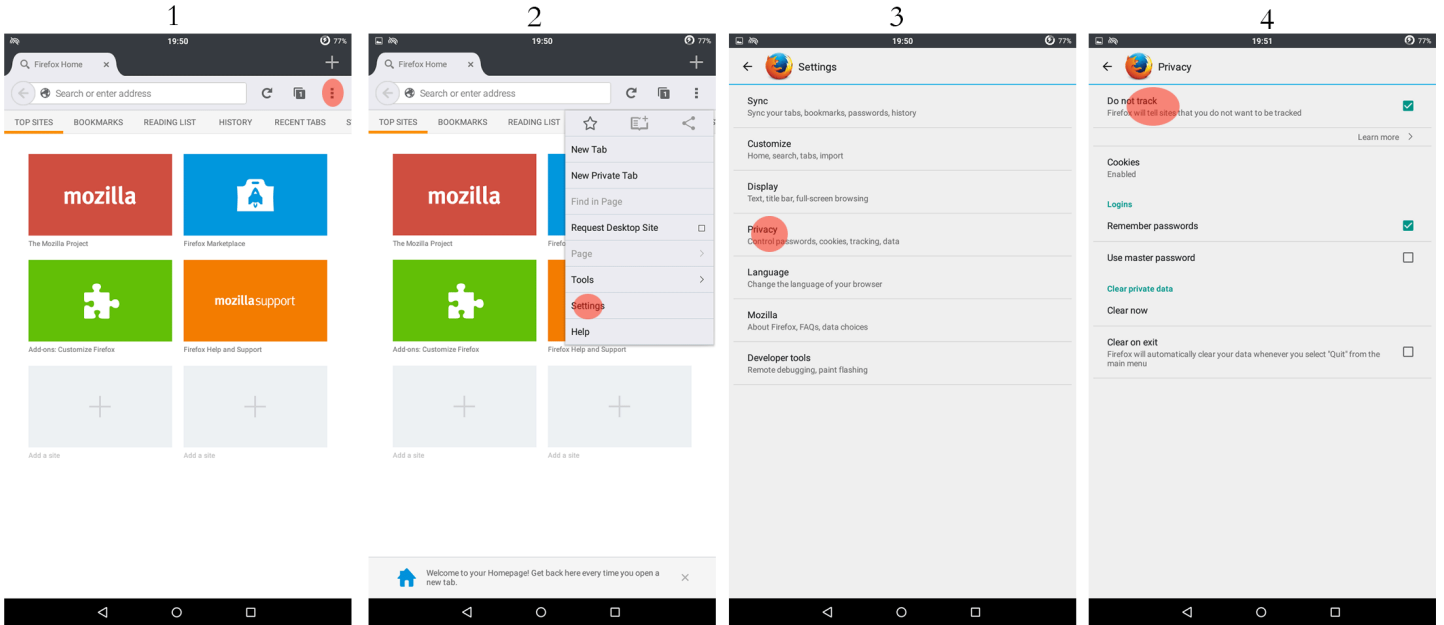 1
19:50
77%
Firefox Home
Search or enter address
1
TOP SITES BOOKMARKS READING LIST HISTORY RECENT TABS S
mozilla
The Mozilla Project
Firefox Marketplace
mozilla support
Add-ons: Customize Firefox
Firefox Help and Support
Add a site
Add a site
2
19:50
77%
Firefox Home
Search or enter address
1
TOP SITES BOOKMARKS READING LIST
New Tab
New Private Tab
Find in Page
Request Desktop Site
Page
Tools
Settings
Help
mozilla
The Mozilla Project
Firefo
Add-ons: Customize Firefox
Firefox Help and Support
Add a site
Add a site
Welcome to your Homepage! Get back here every time you open a
new tab.
3
19:50
77%
Settings
Sync
Sync your tabs, bookmarks, passwords, history
Customize
Home, search, tabs, import
Display
Text, title bar, full-screen browsing
Privacy
Control passwords, cookies, tracking, data
Language
Change the language of your browser
Mozilla
About Firefox, FAQs, data choices
Developer tools
Remote debugging, paint flashing
4
19:51
77%
Privacy
Do not track
Firefox will tell sites that you do not want to be tracked
Learn more
Cookies
Enabled
Logins
Remember passwords
Use master password
Clear private data
Clear now
Clear on exit
Firefox will automatically clear your data whenever you select "Quit" from the
main menu